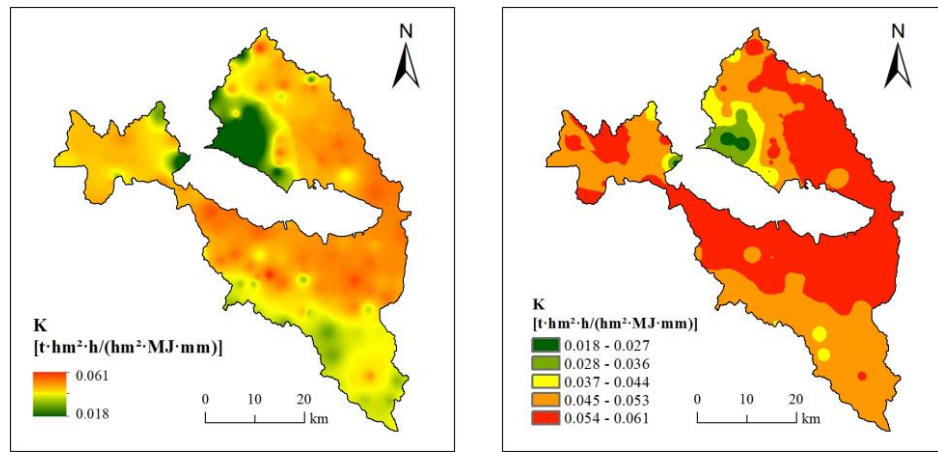 N
K
[t·hm²·h/(hm²·MJ·mm)]
0.061
0.018
0 10 20
km
N
K
[t·hm²·h/(hm²·MJ·mm)]
0.018 - 0.027
0.028 - 0.036
0.037 - 0.044
0.045 - 0.053
0.054 - 0.061
0 10 20
km